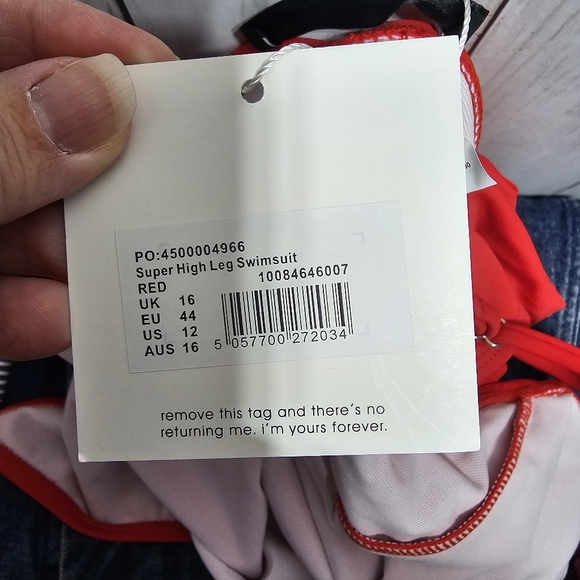 PO:4500004966
Super High Leg Swimsuit
RED 10084646007
UK 16
EU 44
US 12
AUS 16
5 057700 272034
remove this tag and there's no
returning me. i'm yours forever.